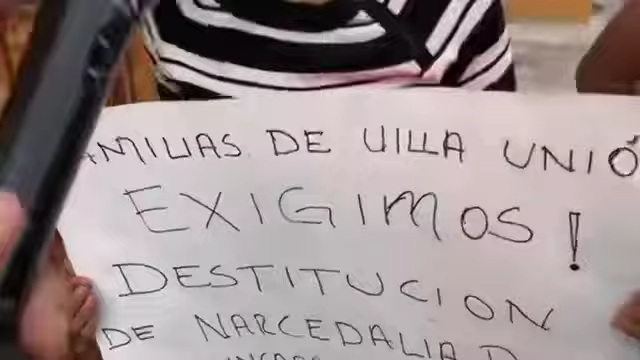 AMILIAS DE VILLA UNIÓ
EXIGIMOS!
DESTITUCION
DE NARCEDALIA